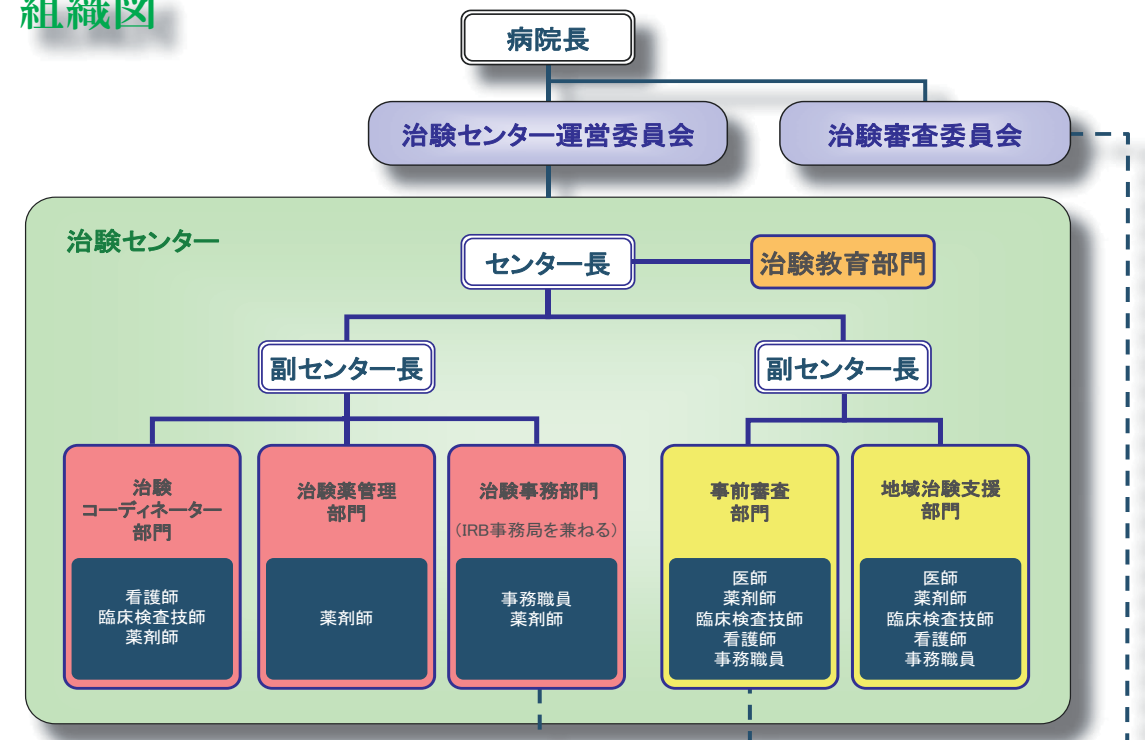 組織図
病院長
治験センター運営委員会
治験審査委員会
治験センター
センター長
治験教育部門
副センター長
副センター長
治験
コーディネーター
部門
看護師
臨床検査技師
薬剤師
治験薬管理
部門
薬剤師
治験事務部門
(IRB事務局を兼ねる)
事務職員
薬剤師
事前審査
部門
医師
薬剤師
臨床検査技師
看護師
事務職員
地域治験支援
部門
医師
薬剤師
臨床検査技師
看護師
事務職員